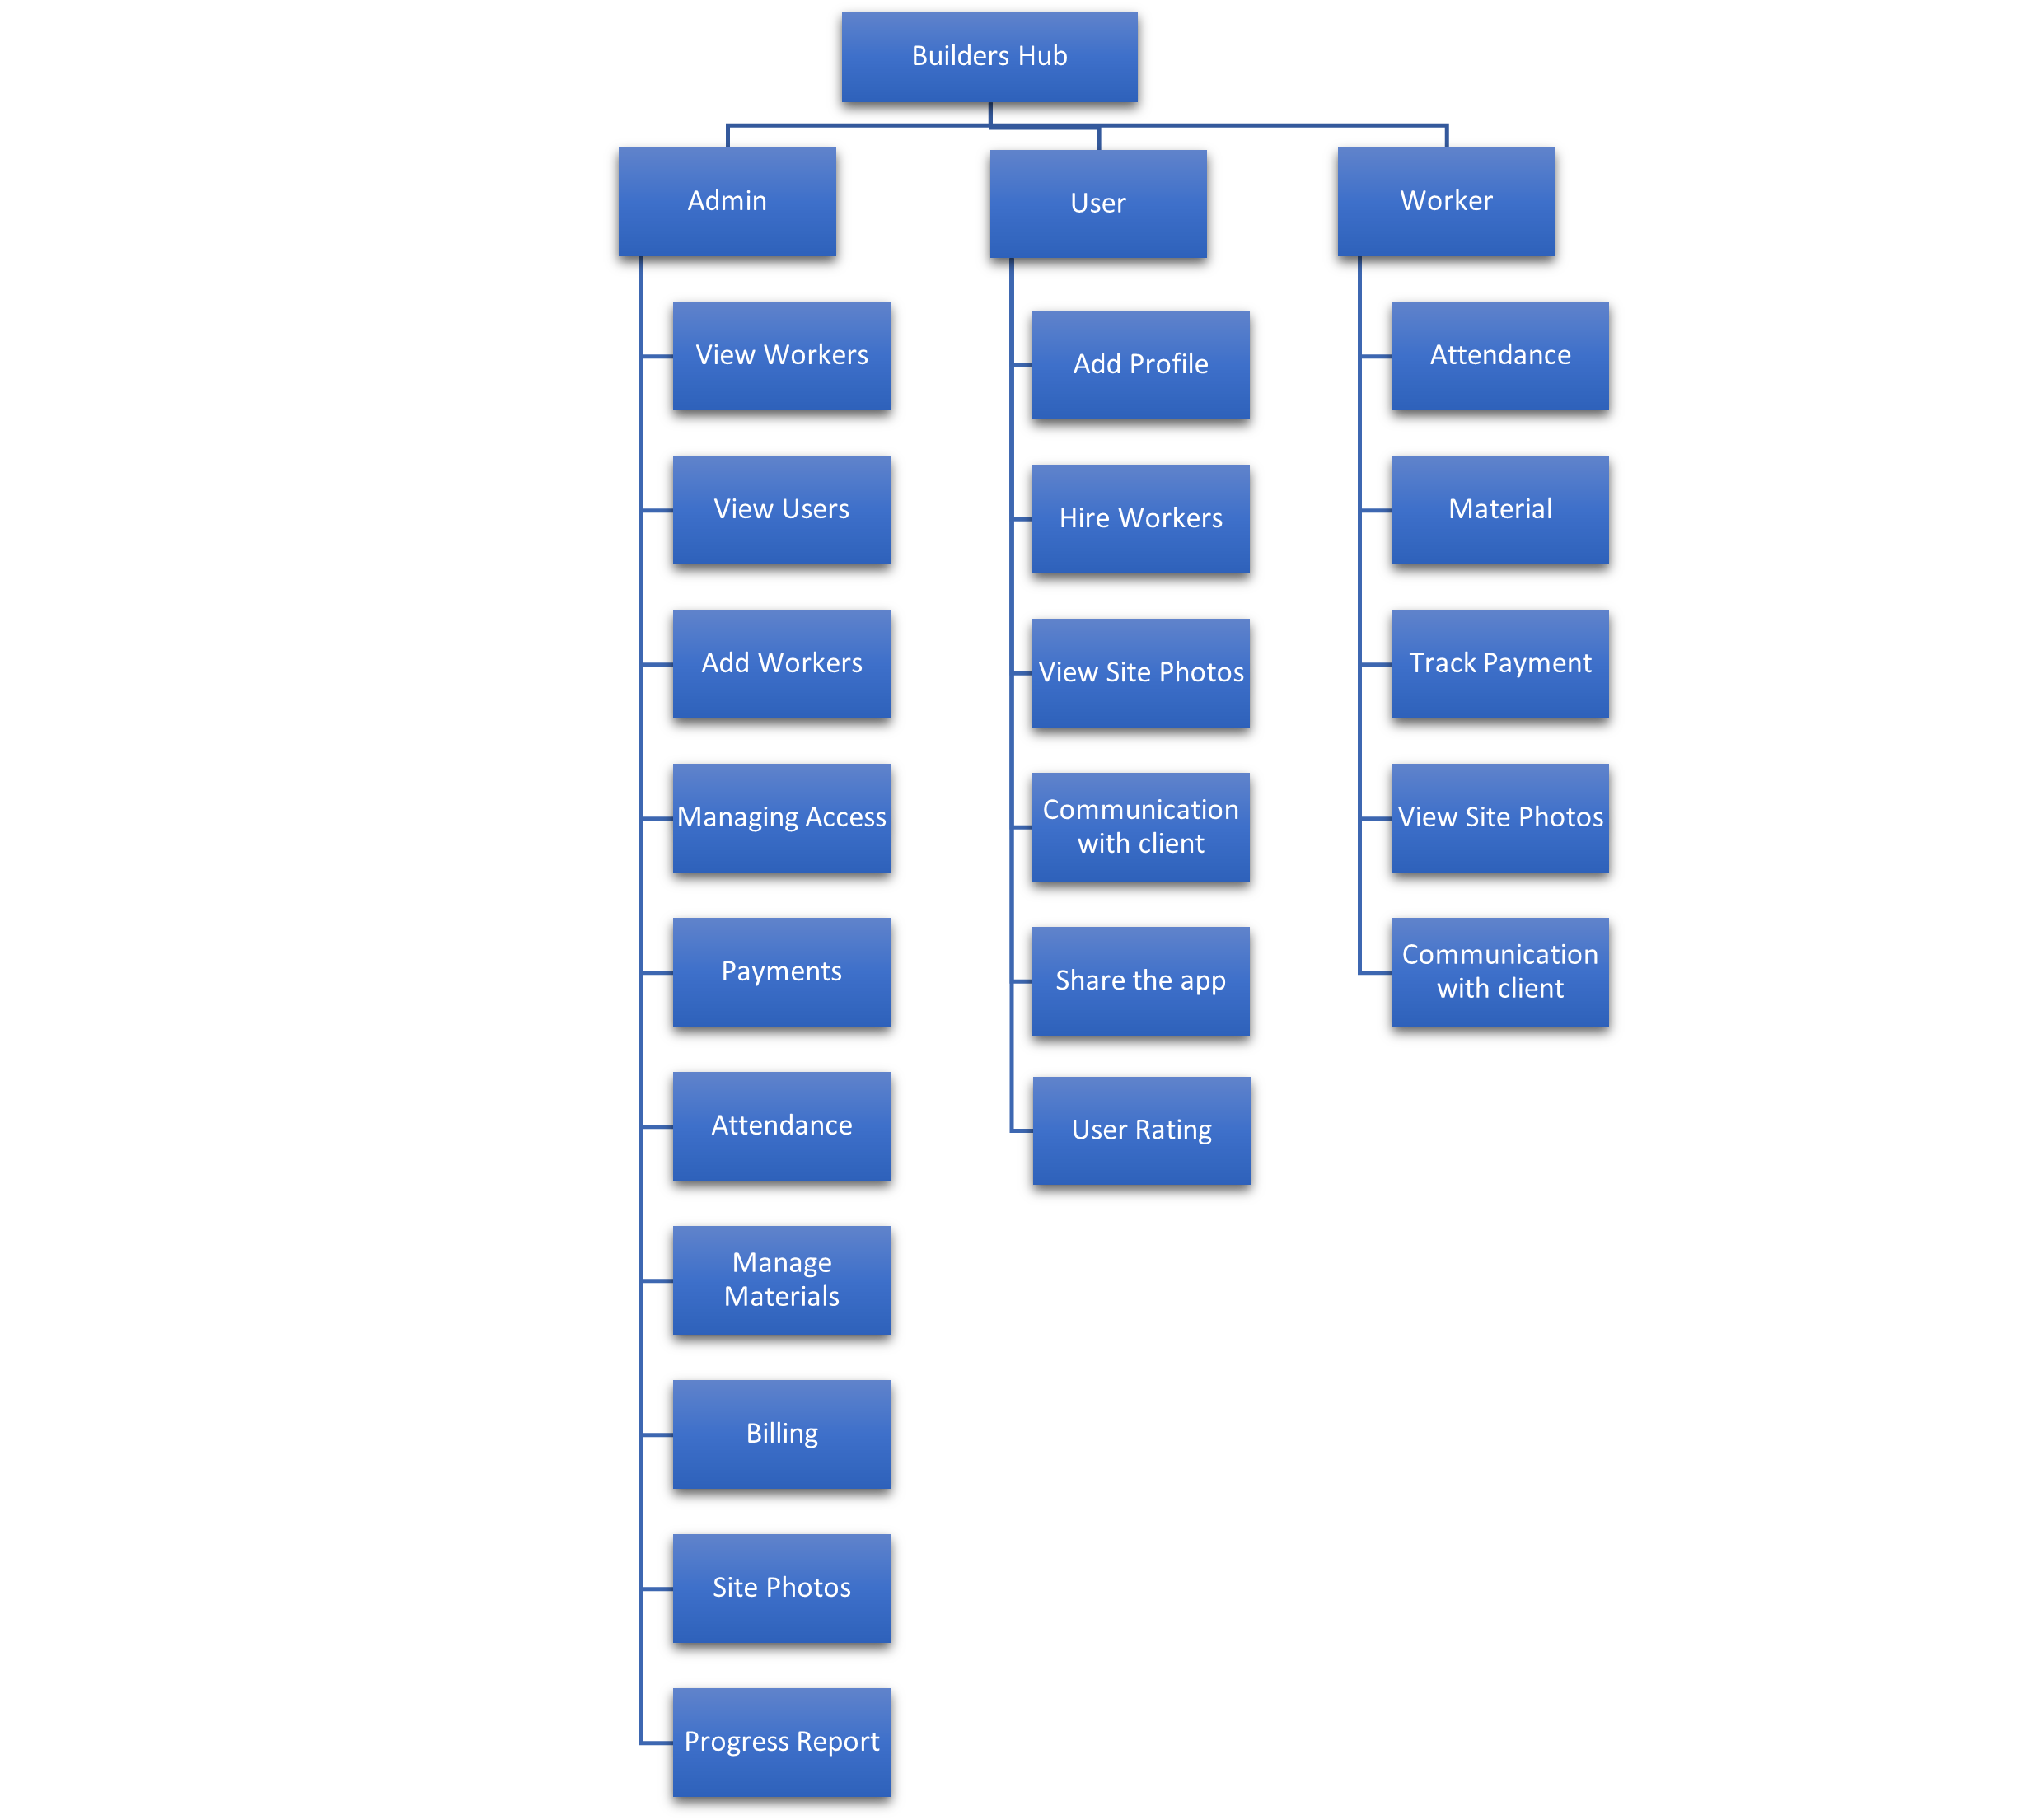 Builders Hub
Admin
User
Worker
View Workers
View Users
Add Workers
Managing Access
Payments
Attendance
Manage
Materials
Billing
Site Photos
Progress Report
Add Profile
Hire Workers
View Site Photos
Communication
with client
Share the app
User Rating
Attendance
Material
Track Payment
View Site Photos
Communication
with client